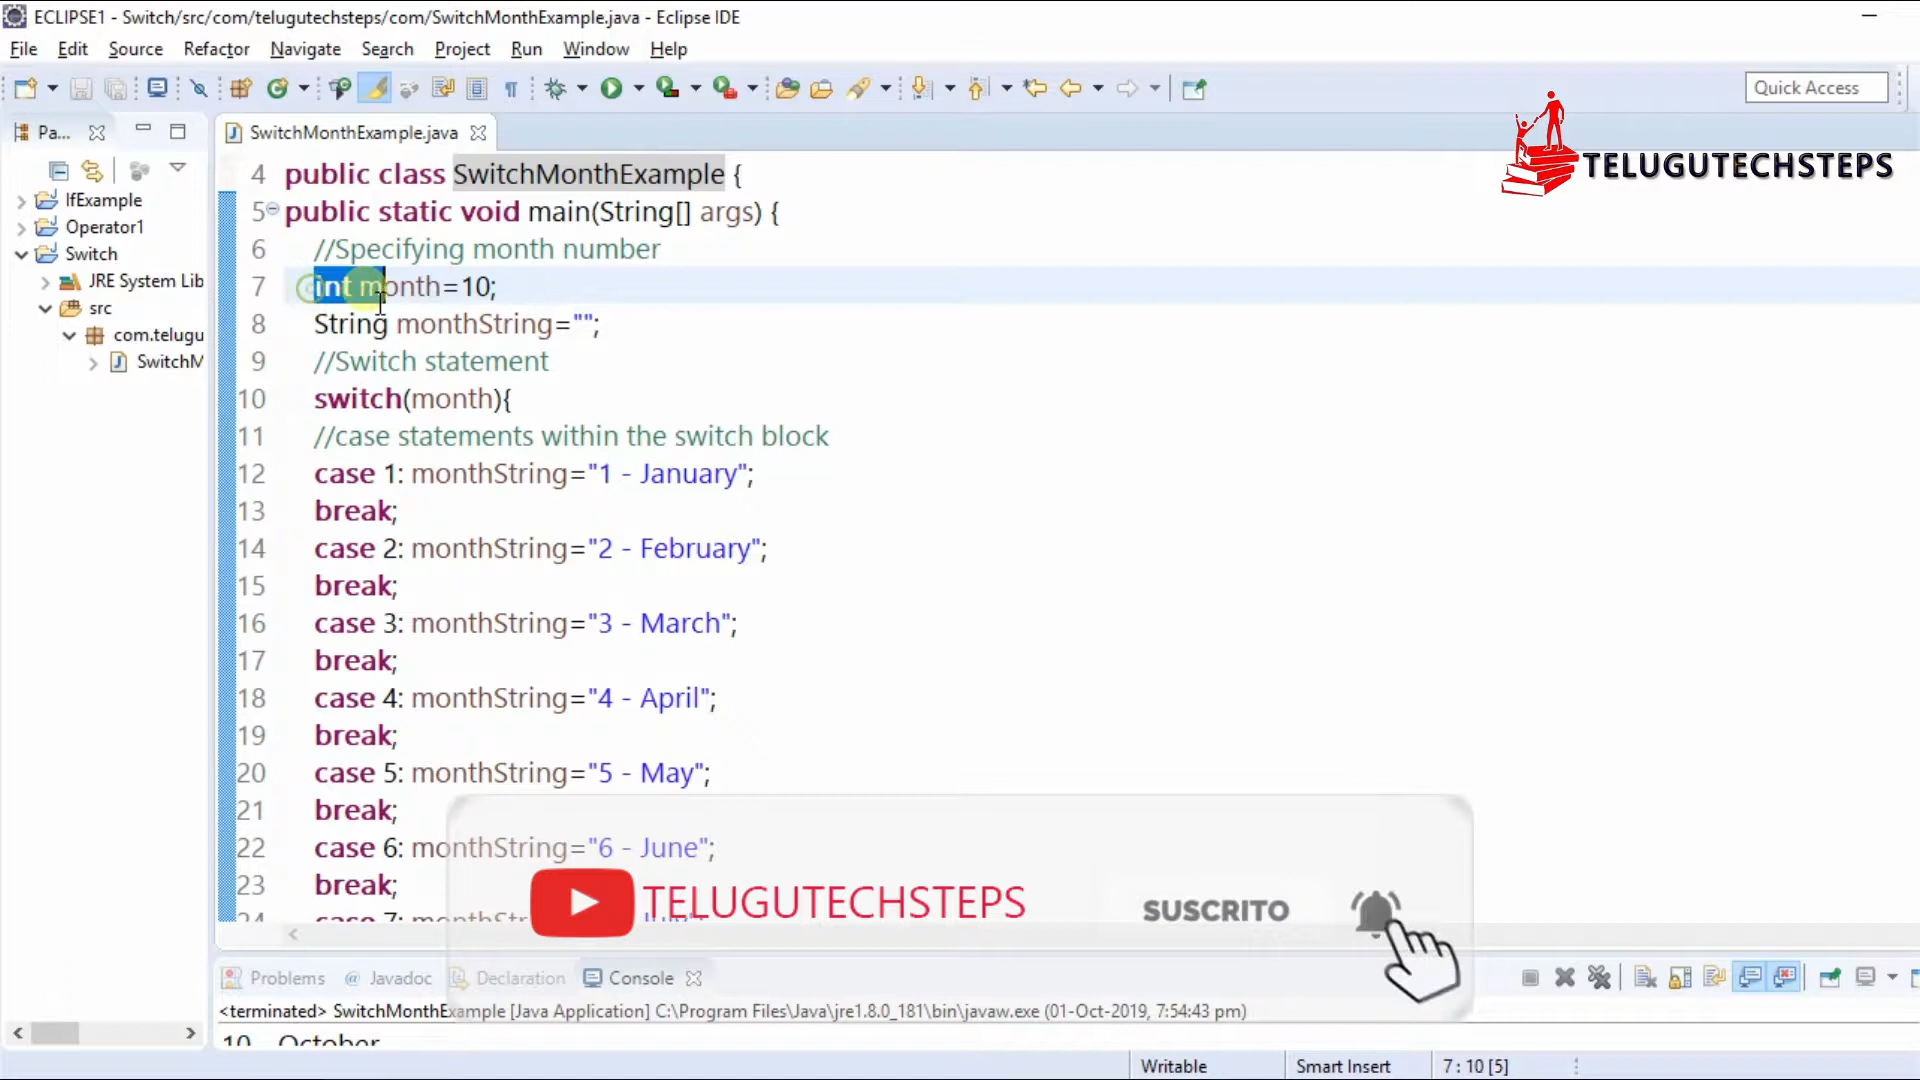 ECLIPSE1 - Switch/src/com/telugutechsteps/com/SwitchMonthExample.java - Eclipse IDE
File Edit Source Refactor Navigate Search Project Run Window Help
Quick Access
Pa...
SwitchMonthExample.java
TELUGUTECHSTEPS
IfExample
Operator1
Switch
JRE System Lib
src
com.telugu
SwitchM
4 public class SwitchMonthExample {
5 public static void main(String[] args) {
6 //Specifying month number
7 int month=10;
8 String monthString="";
9 //Switch statement
10 switch(month){
11 //case statements within the switch block
12 case 1: monthString="1 - January";
13 break;
14 case 2: monthString="2 - February";
15 break;
16 case 3: monthString="3 - March";
17 break;
18 case 4: monthString="4 - April";
19 break;
20 case 5: monthString="5 - May";
21 break;
22 case 6: monthString="6 - June";
23 break;
24 case 7:
TELUGUTECHSTEPS
SUSCRITO
Problems @ Javadoc Declaration Console
<terminated> SwitchMonthExample [Java Application] C:\Program Files\Java\jre1.8.0_181\bin\javaw.exe (01-Oct-2019, 7:54:43 pm)
10 - October
Writable Smart Insert 7 : 10 [5]